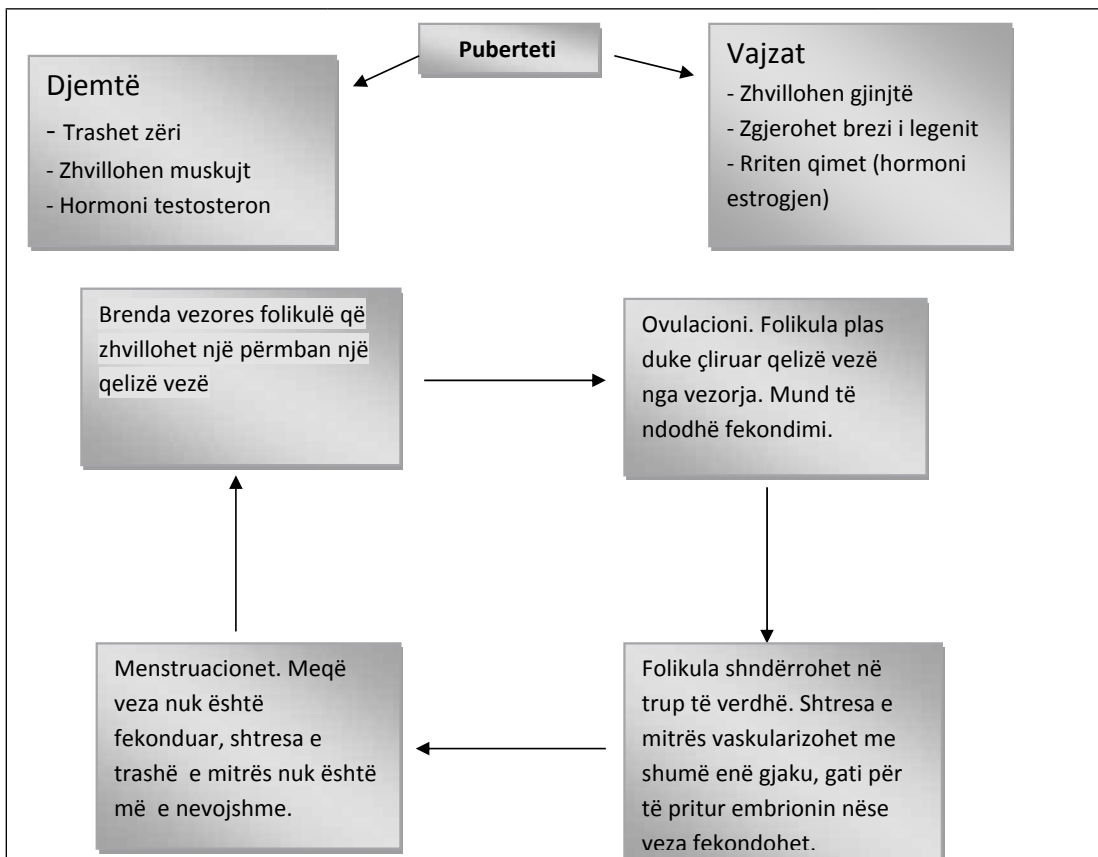 Puberteti
Djemtë
- Trashet zëri
- Zhvillohen muskujt
- Hormoni testosteron
Vajzat
- Zhvillohen gjinjtë
- Zgjerohet brezi i legenit
- Rriten qimet (hormoni
estrogjen)
Brenda vezores folikulë që
zhvillohet një përmban një
qelizë vezë
Ovulacioni. Folikula plas
duke çliruar qelizë vezë
nga vezorja. Mund të
ndodhë fekondimi.
Menstruacionet. Meqë
veza nuk është
fekonduar, shtresa e
trashë e mitrës nuk është
më e nevojshme.
Folikula shndërrohet në
trup të verdhë. Shtresa e
mitrës vaskularizohet me
shumë enë gjaku, gati për
të pritur embrionin nëse
veza fekondohet.